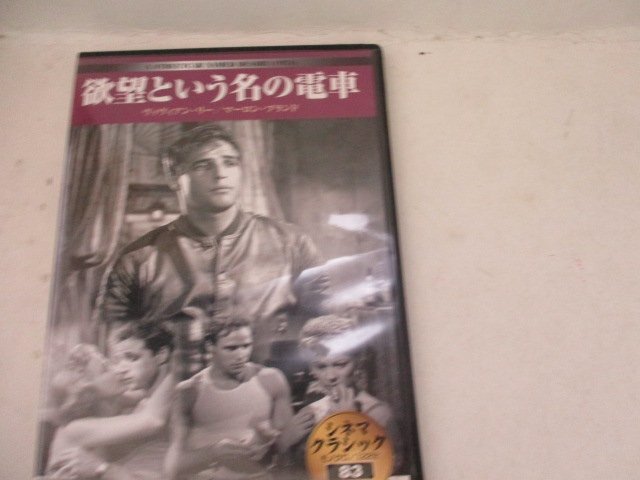 欲望という名の電車
ヴィヴィアン・リー／マーロン・ブランド
シネマ
クラシック
83